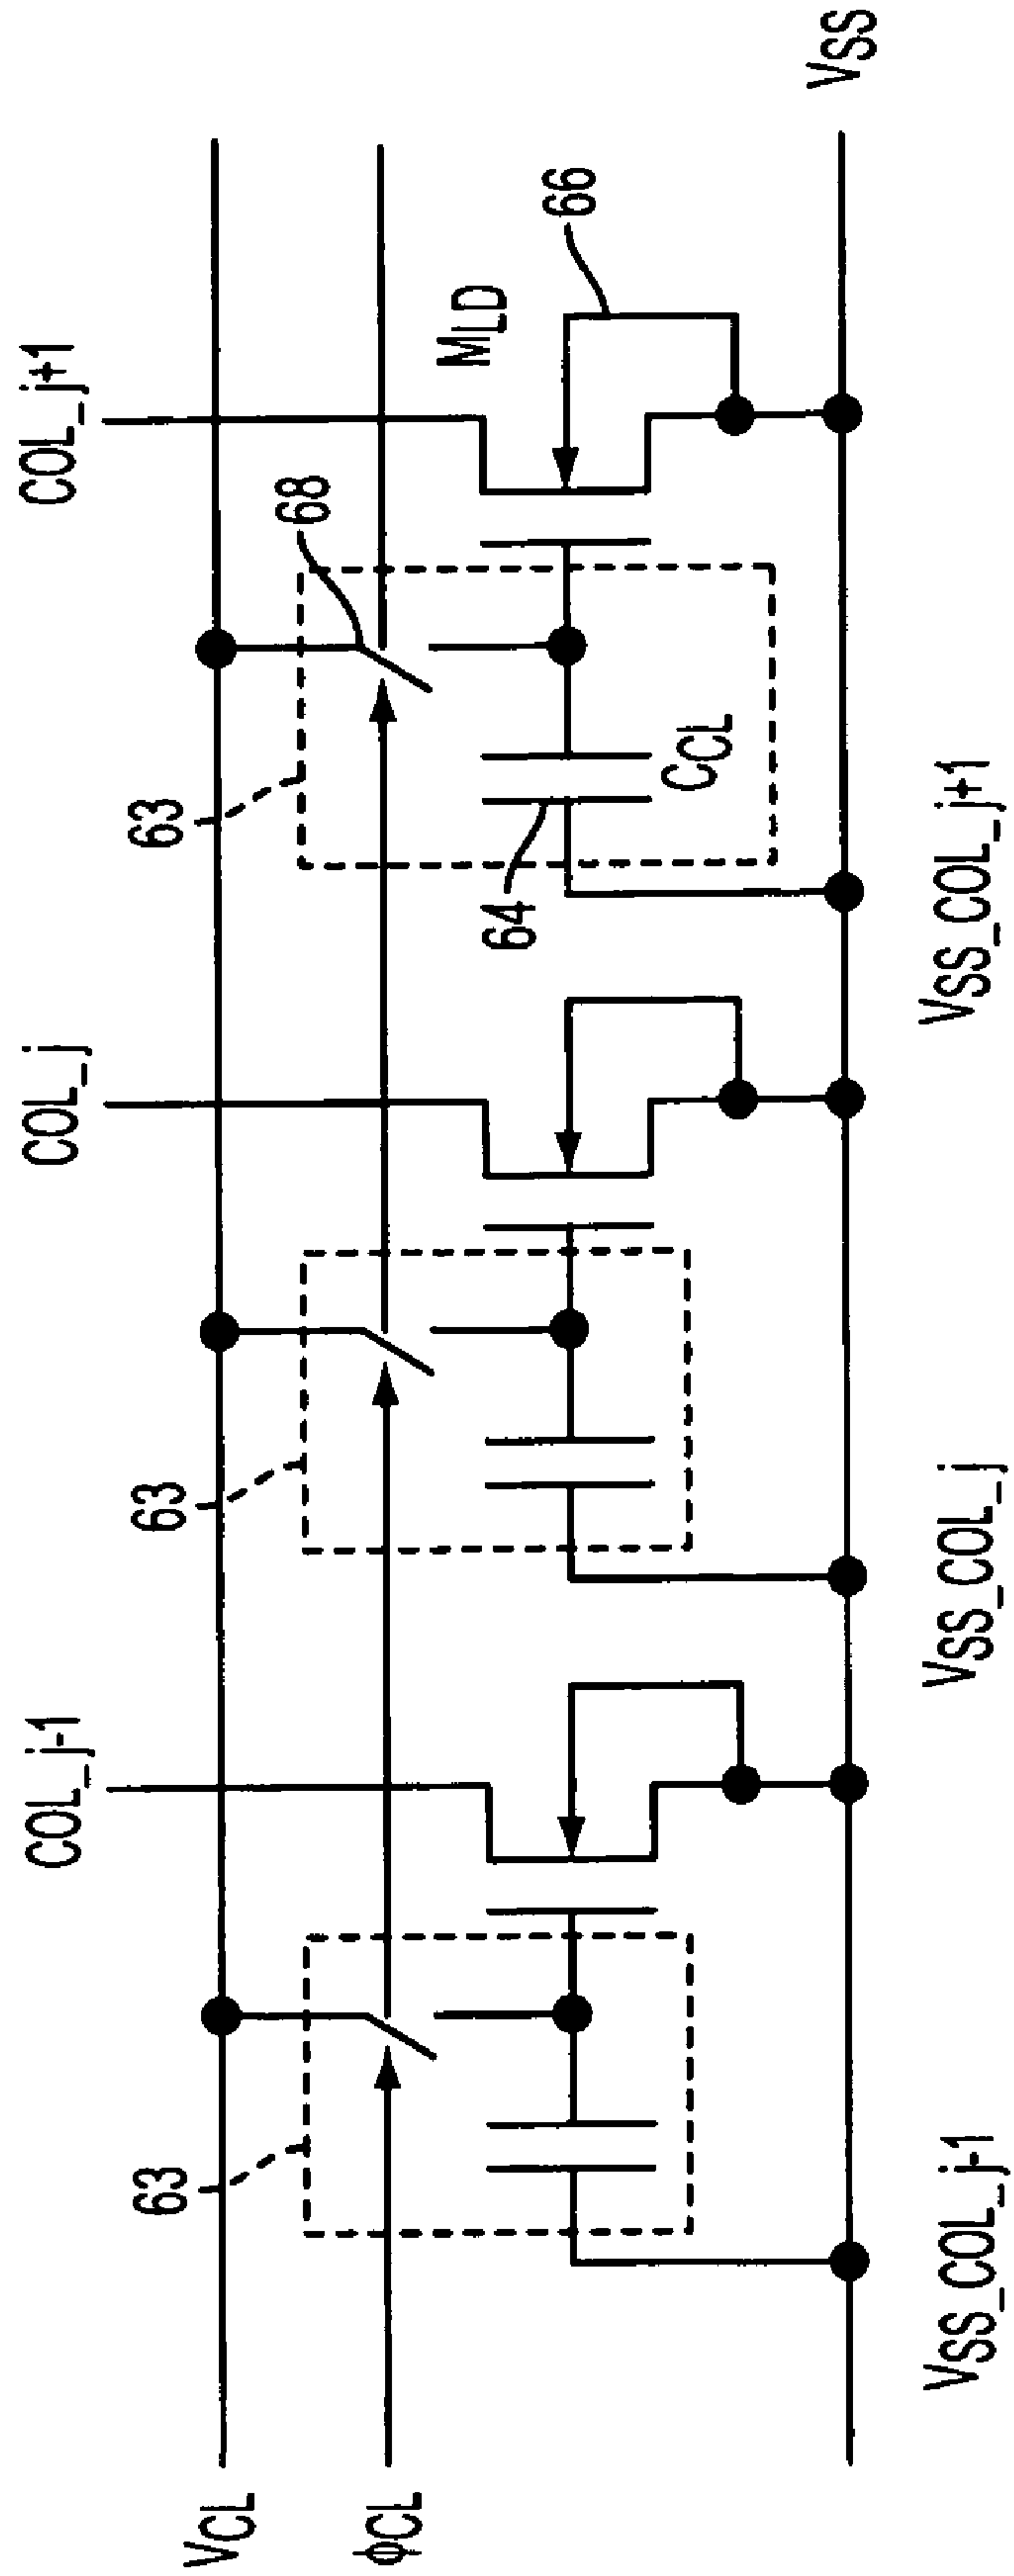 COL_j-1
COL_j
COL_j+1
VCL
63
63
63
68
ϕCL
MLD
66
64
CCL
VSS
VSS_COL_j-1
VSS_COL_j
VSS_COL_j+1